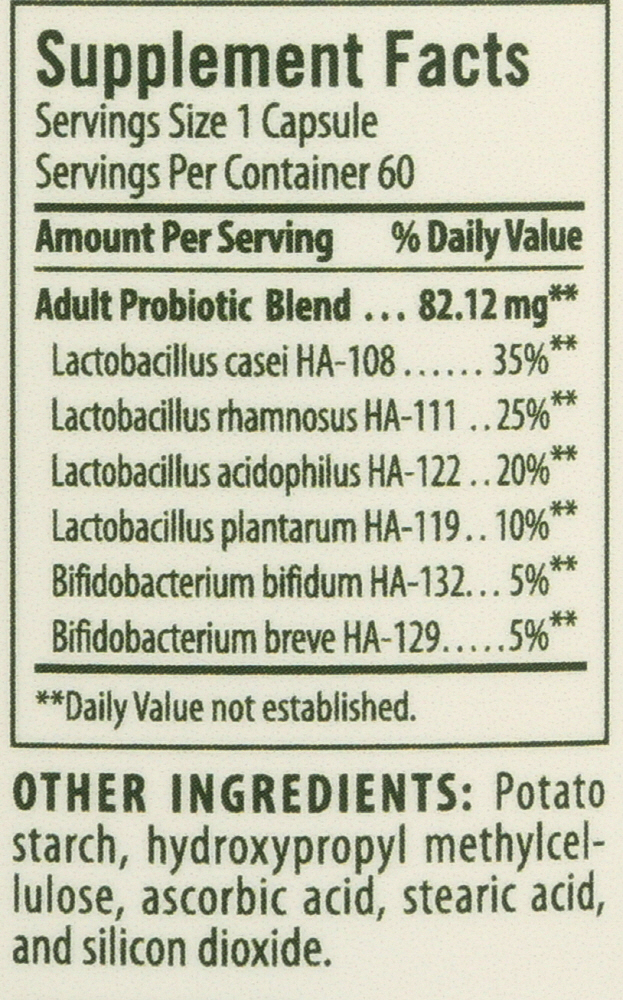 Supplement Facts
Servings Size 1 Capsule
Servings Per Container 60
Amount Per Serving % Daily Value
Adult Probiotic Blend ... 82.12 mg**
Lactobacillus casei HA-108 ...... 35%**
Lactobacillus rhamnosus HA-111 .. 25%**
Lactobacillus acidophilus HA-122 .. 20%**
Lactobacillus plantarum HA-119.. 10%**
Bifidobacterium bifidum HA-132... 5%**
Bifidobacterium breve HA-129.....5%**
**Daily Value not established.
OTHER INGREDIENTS: Potato
starch, hydroxypropyl methylcel-
lulose, ascorbic acid, stearic acid,
and silicon dioxide.